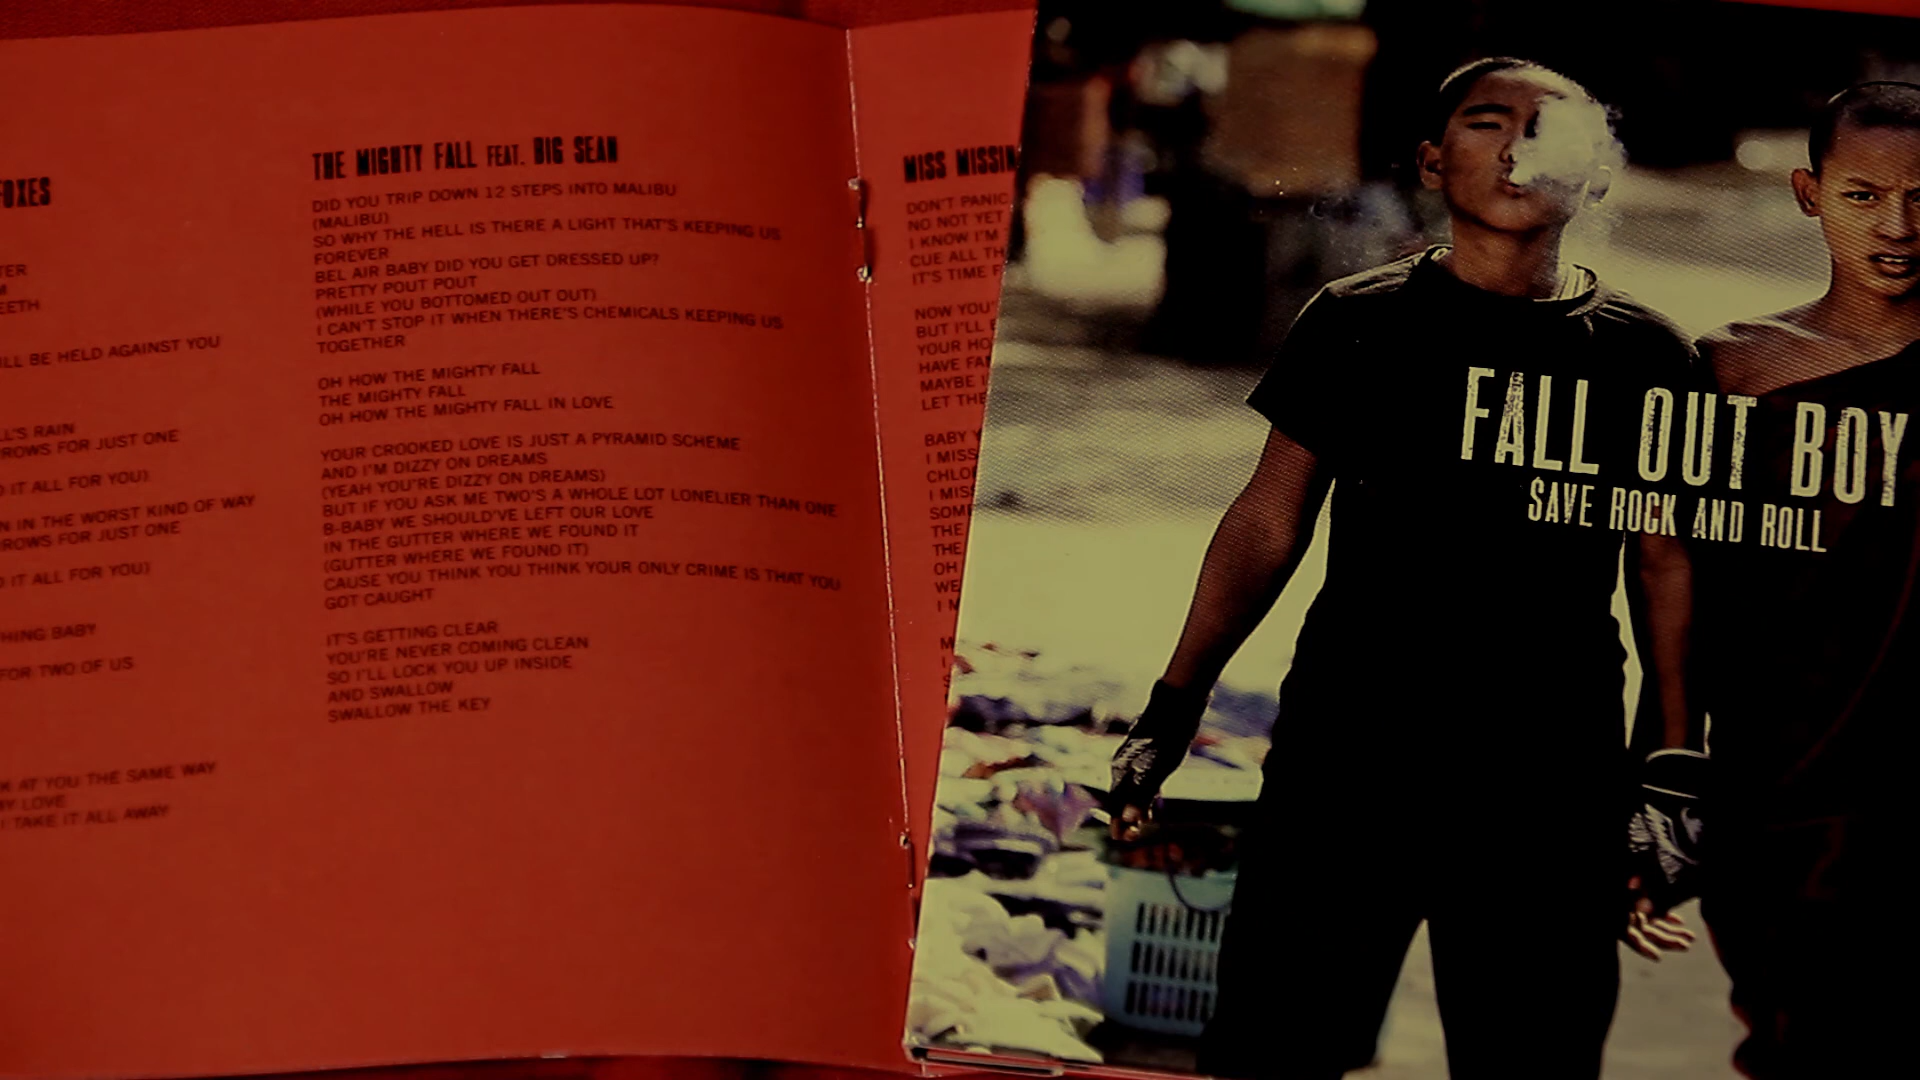 FOXES
TER
M
EETH
ILL BE HELD AGAINST YOU
LL'S RAIN
ROWS FOR JUST ONE
D IT ALL FOR YOU)
N IN THE WORST KIND OF WAY
ROWS FOR JUST ONE
D IT ALL FOR YOU)
HING BABY
FOR TWO OF US
K AT YOU THE SAME WAY
BY LOVE
I TAKE IT ALL AWAY
THE MIGHTY FALL FEAT. BIG SEAN
DID YOU TRIP DOWN 12 STEPS INTO MALIBU
(MALIBU)
SO WHY THE HELL IS THERE A LIGHT THAT'S KEEPING US
FOREVER
BEL AIR BABY DID YOU GET DRESSED UP?
PRETTY POUT POUT
(WHILE YOU BOTTOMED OUT OUT)
I CAN'T STOP IT WHEN THERE'S CHEMICALS KEEPING US
TOGETHER
OH HOW THE MIGHTY FALL
THE MIGHTY FALL
OH HOW THE MIGHTY FALL IN LOVE
YOUR CROOKED LOVE IS JUST A PYRAMID SCHEME
AND I'M DIZZY ON DREAMS
(YEAH YOU'RE DIZZY ON DREAMS)
BUT IF YOU ASK ME TWO'S A WHOLE LOT LONELIER THAN ONE
B-BABY WE SHOULD'VE LEFT OUR LOVE
IN THE GUTTER WHERE WE FOUND IT
(GUTTER WHERE WE FOUND IT)
CAUSE YOU THINK YOU THINK YOUR ONLY CRIME IS THAT YOU
GOT CAUGHT
IT'S GETTING CLEAR
YOU'RE NEVER COMING CLEAN
SO I'LL LOCK YOU UP INSIDE
AND SWALLOW
SWALLOW THE KEY
MISS MISSIN
DON'T PANIC
NO NOT YET
I KNOW I'M
CUE ALL TH
IT'S TIME F
NOW YOU'
BUT I'LL
YOUR HO
HAVE FA
MAYBE I
LET THE
BABY Y
I MISS
CHLO
I MIS
SOM
THE
THE
OH
WE
I M
M
I
S
FALL OUT BOY
SAVE ROCK AND ROLL